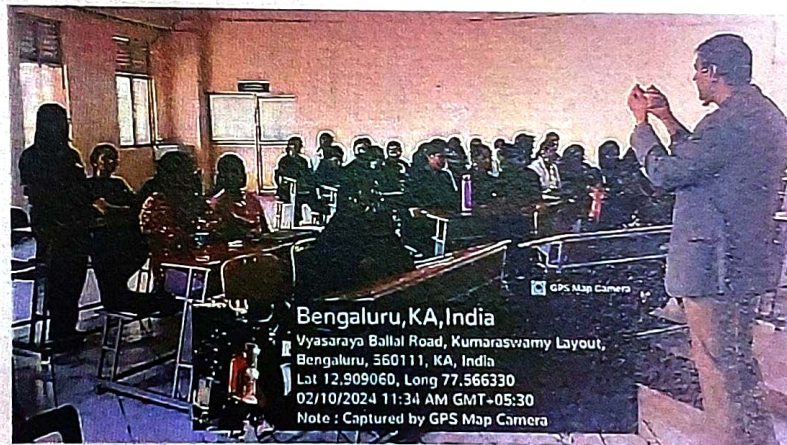 GPS Map Camera
Bengaluru,KA,India
Vyasaraya Ballal Road, Kumaraswamy Layout,
Bengaluru, 560111, KA, India
Lat 12.909060, Long 77.566330
02/10/2024 11:34 AM GMT+05:30
Note : Captured by GPS Map Camera